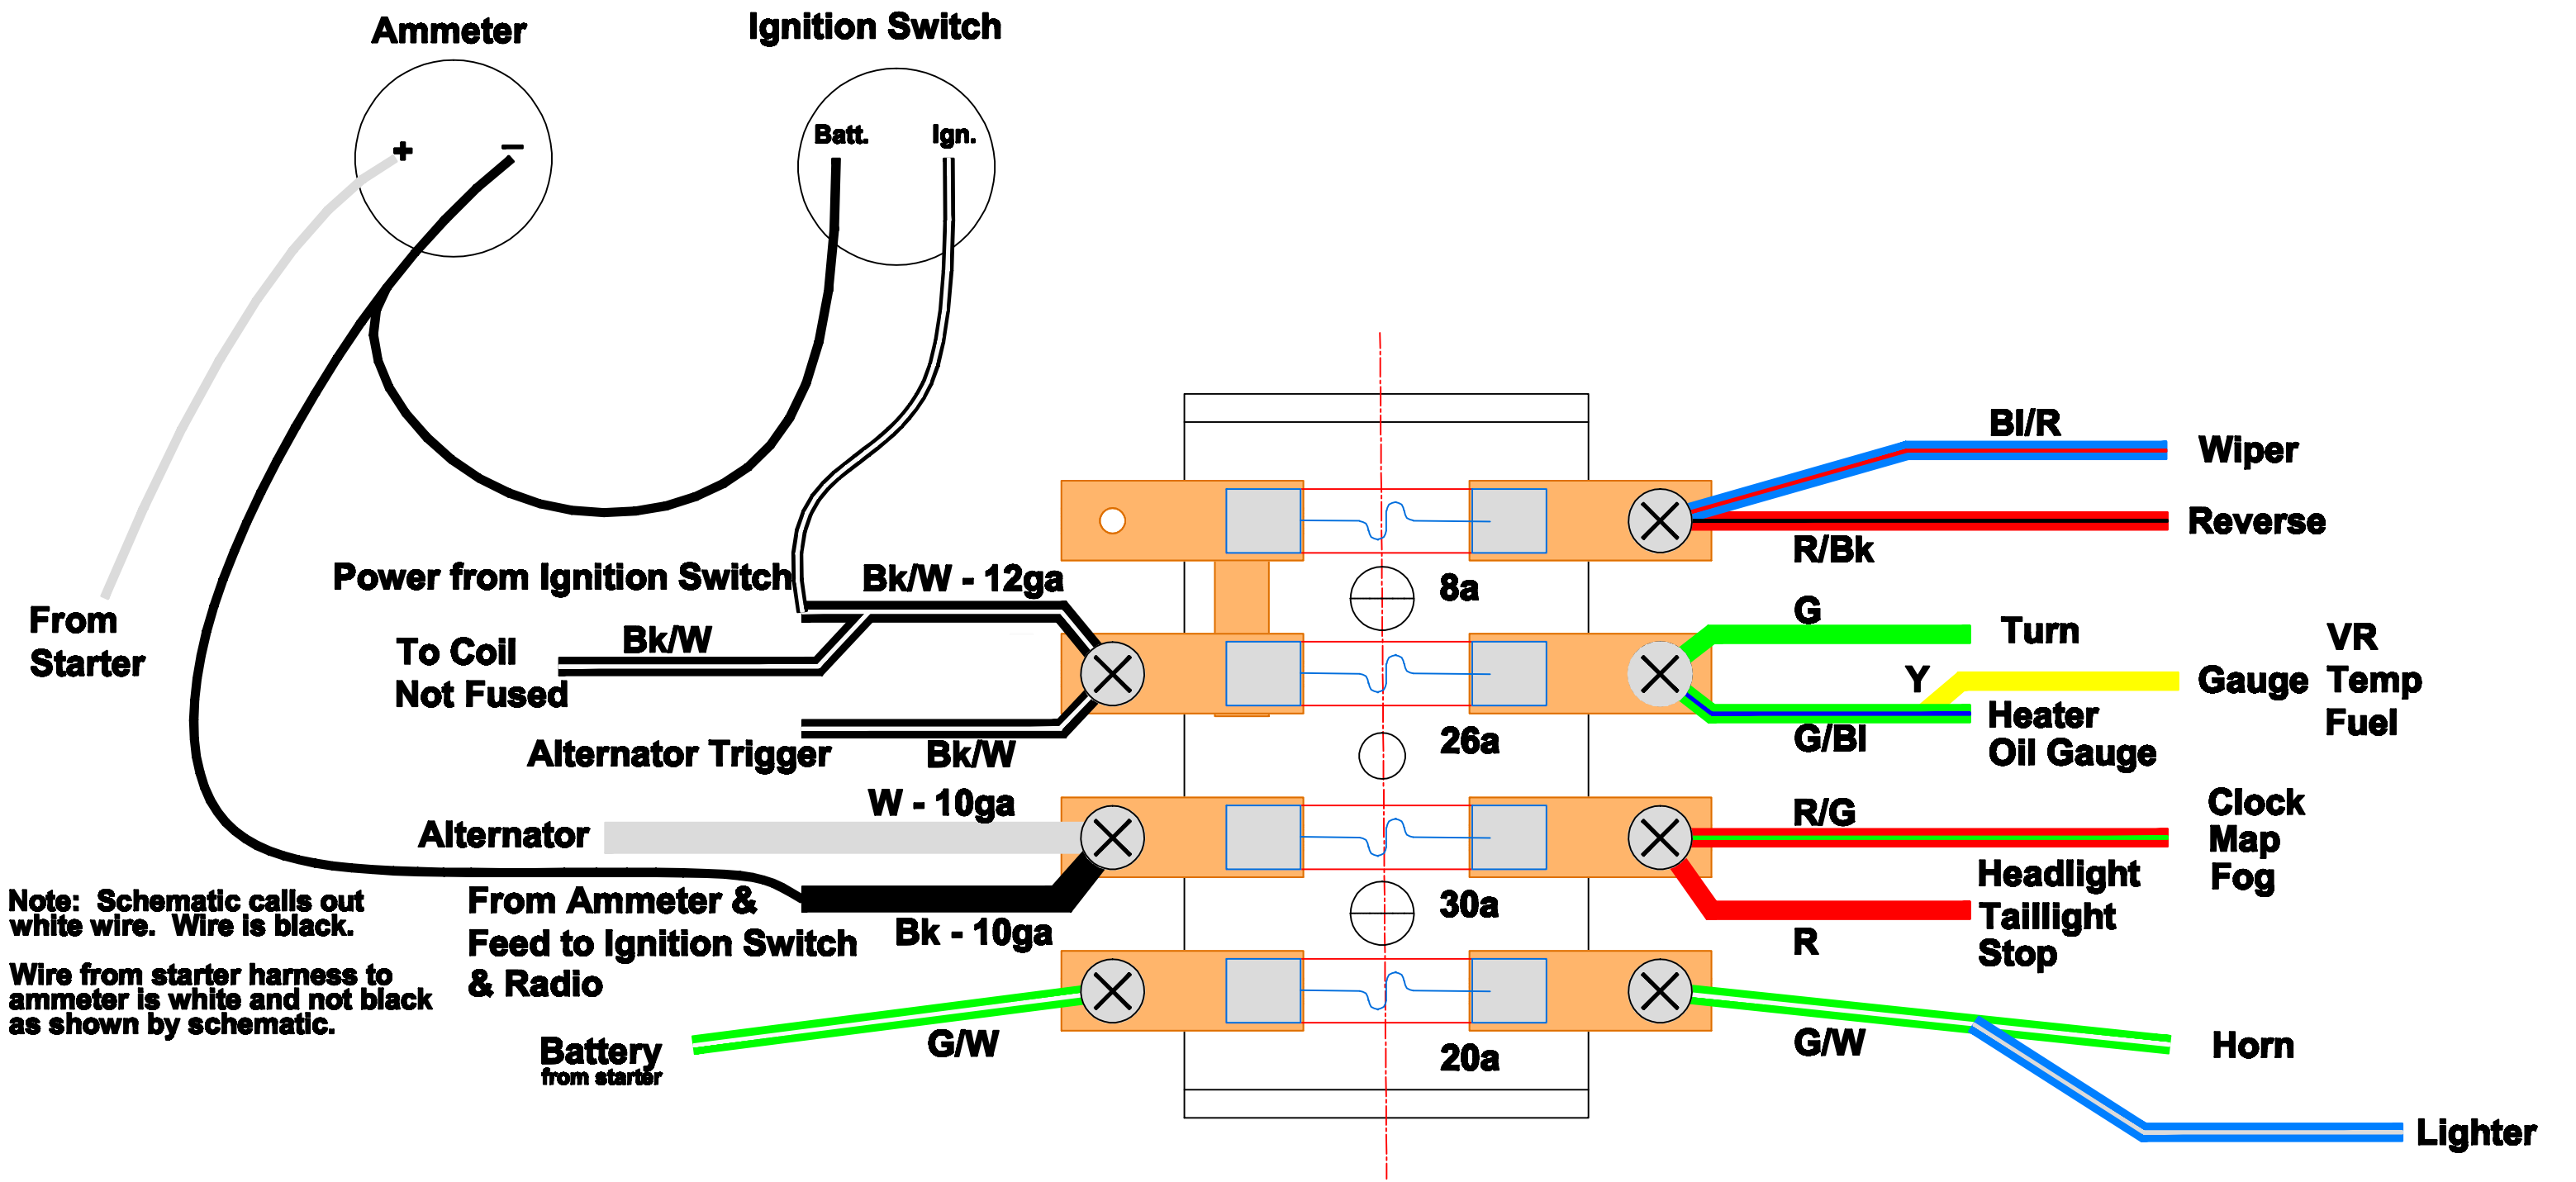 Ammeter
Ignition Switch
+
–
Batt.
Ign.
From
Starter
Power from Ignition Switch
Bk/W - 12ga
To Coil
Not Fused
Bk/W
Alternator Trigger
Bk/W
W - 10ga
Alternator
From Ammeter &
Feed to Ignition Switch
& Radio
Bk - 10ga
Note: Schematic calls out
white wire. Wire is black.
Wire from starter harness to
ammeter is white and not black
as shown by schematic.
Battery
from starter
G/W
8a
26a
30a
20a
Bl/R
Wiper
Reverse
R/Bk
G
Turn
Y
Gauge
VR
Temp
Fuel
G/Bl
Heater
Oil Gauge
R/G
Clock
Map
Fog
Headlight
Taillight
Stop
R
G/W
Horn
Lighter